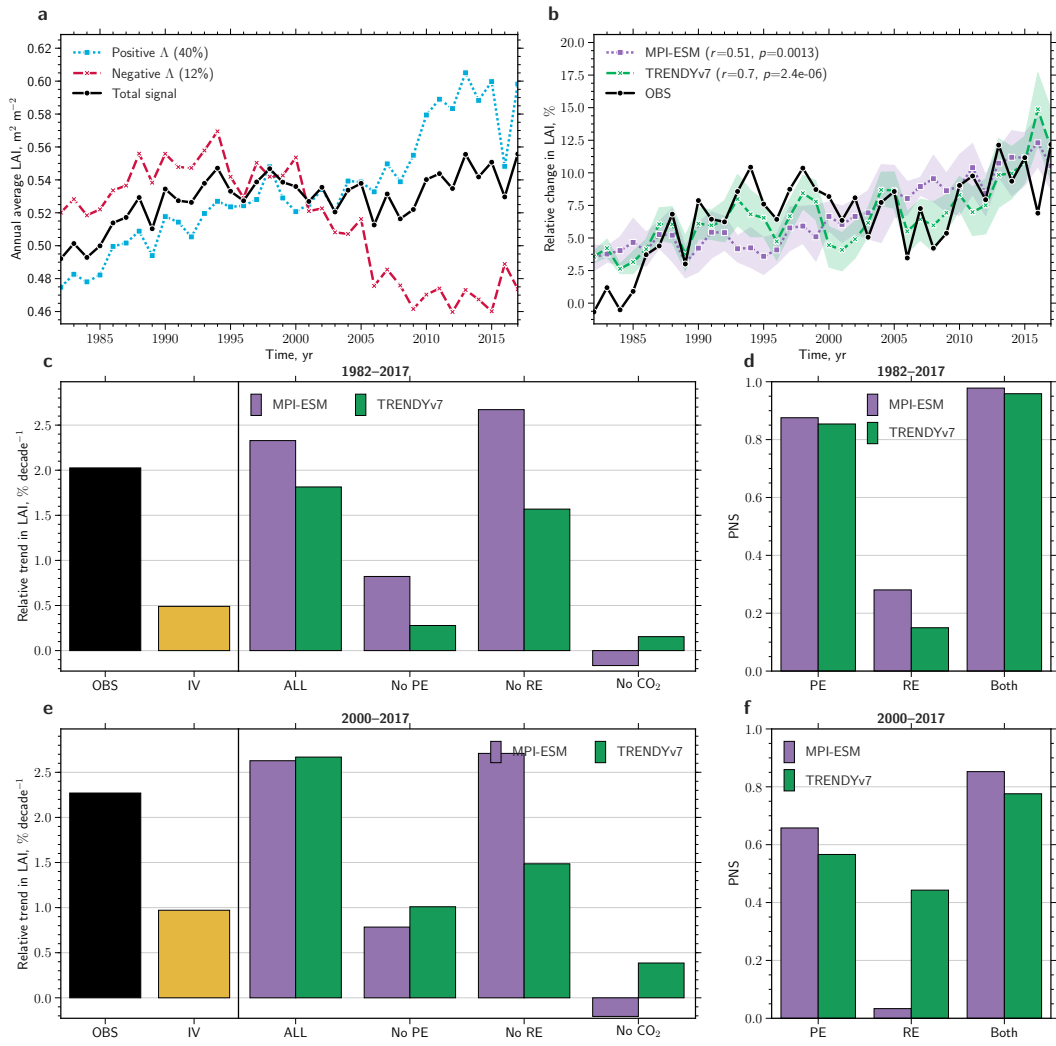 a
0.62
0.60
0.58
0.56
0.54
0.52
0.50
0.48
0.46
Annual average LAI, m² m⁻²
Positive Λ (40%)
Negative Λ (12%)
Total signal
1985
1990
1995
2000
2005
2010
2015
Time, yr
b
20.0
17.5
15.0
12.5
10.0
7.5
5.0
2.5
0.0
Relative change in LAI, %
MPI-ESM (r=0.51, p=0.0013)
TRENDYv7 (r=0.7, p=2.4e-06)
OBS
1985
1990
1995
2000
2005
2010
2015
Time, yr
c
1982–2017
2.5
2.0
1.5
1.0
0.5
0.0
Relative trend in LAI, % decade⁻¹
MPI-ESM
TRENDYv7
OBS
IV
ALL
No PE
No RE
No CO₂
d
1982–2017
1.0
0.8
0.6
0.4
0.2
0.0
PNS
MPI-ESM
TRENDYv7
PE
RE
Both
e
2000–2017
2.5
2.0
1.5
1.0
0.5
0.0
Relative trend in LAI, % decade⁻¹
MPI-ESM
TRENDYv7
OBS
IV
ALL
No PE
No RE
No CO₂
f
2000–2017
1.0
0.8
0.6
0.4
0.2
0.0
PNS
MPI-ESM
TRENDYv7
PE
RE
Both